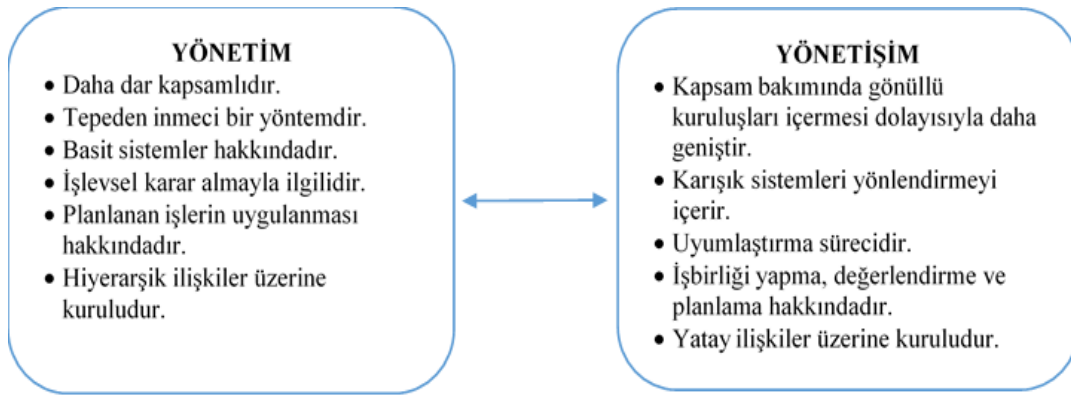 YÖNETİM
• Daha dar kapsamlıdır.
• Tepeden inmeci bir yöntemdir.
• Basit sistemler hakkındadır.
• İşlevsel karar almayla ilgilidir.
• Planlanan işlerin uygulanması
hakkındadır.
• Hiyerarşik ilişkiler üzerine
kuruludur.
YÖNETİŞİM
• Kapsam bakımında gönüllü
kuruluşları içermesi dolayısıyla daha
geniştir.
• Karışık sistemleri yönlendirmeyi
içerir.
• Uyumlaştırma sürecidir.
• İşbirliği yapma, değerlendirme ve
planlama hakkındadır.
• Yatay ilişkiler üzerine kuruludur.